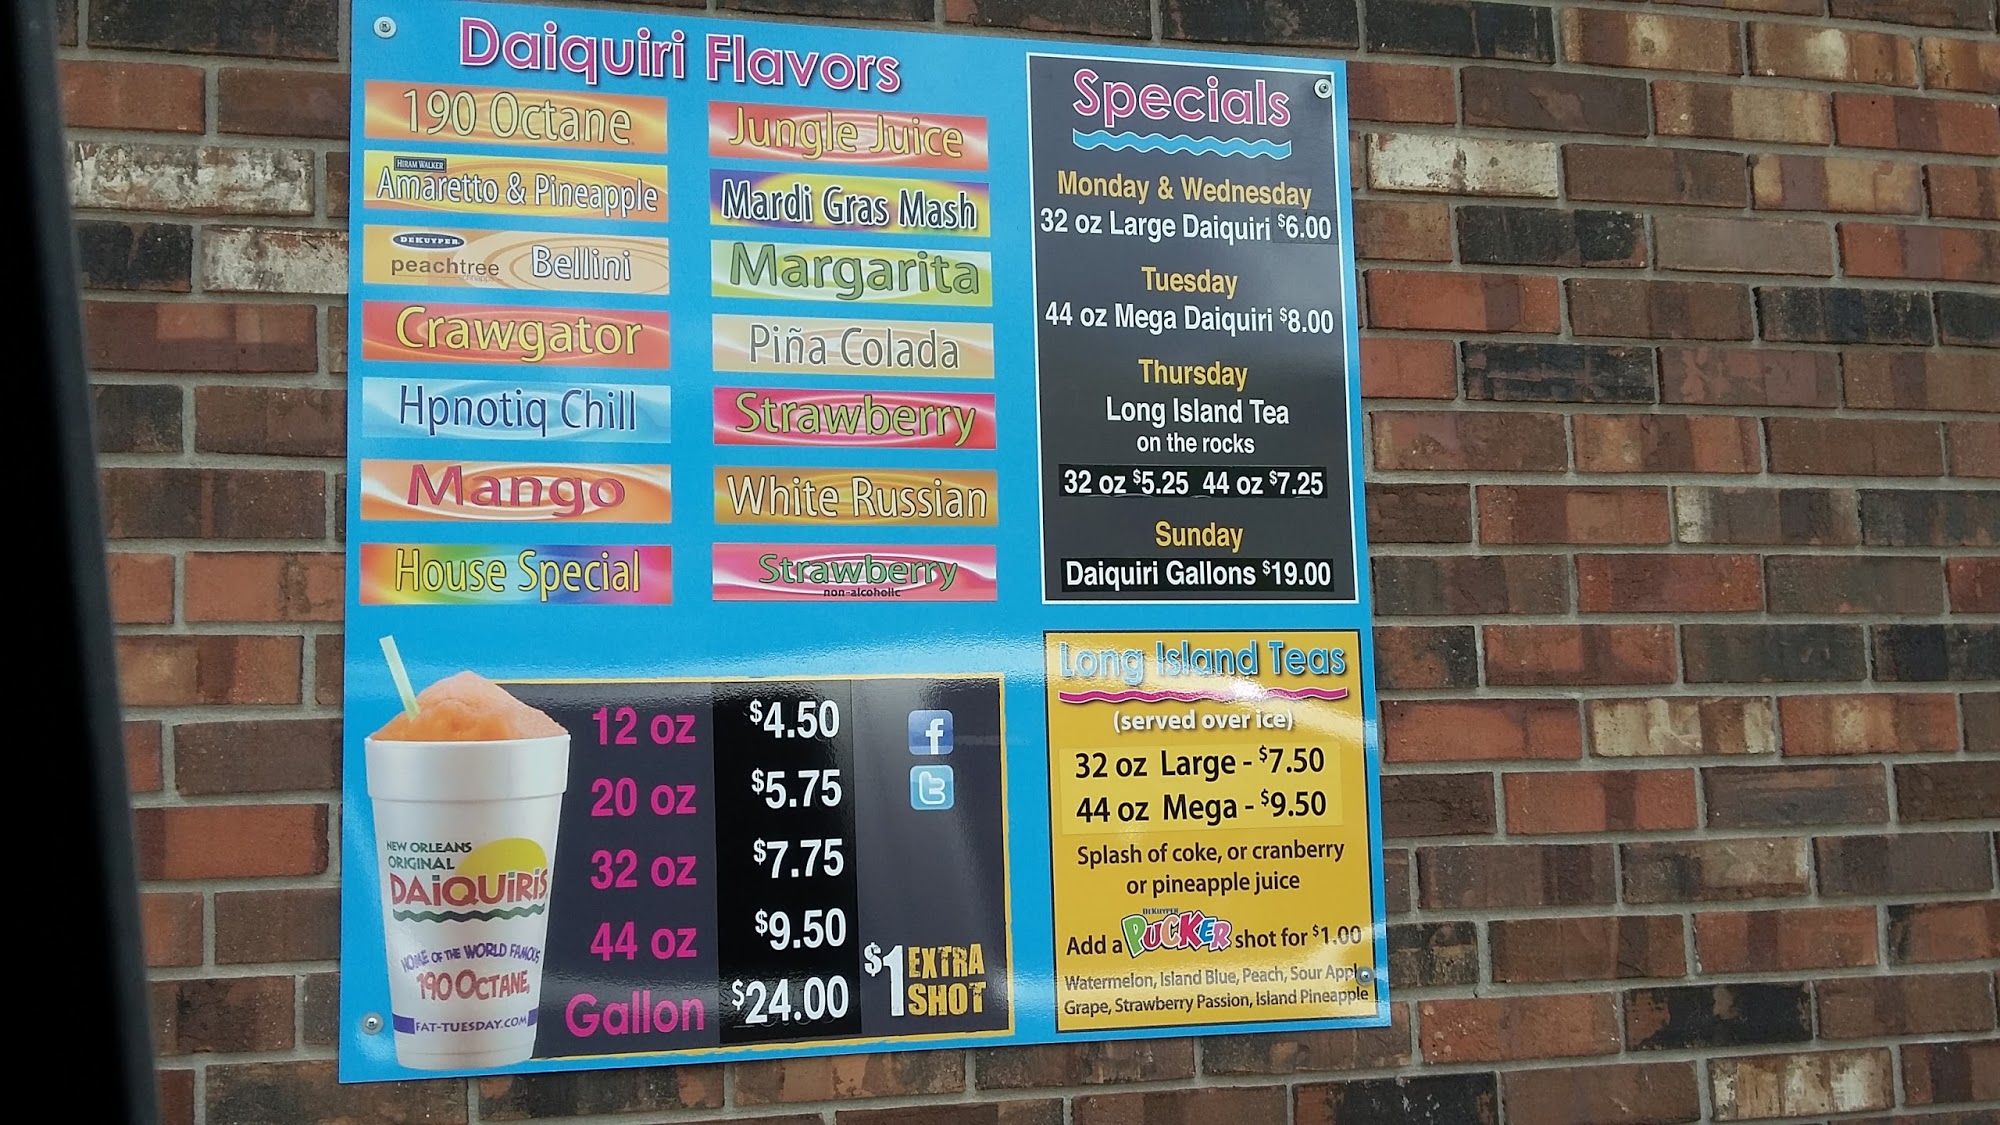 Daiquiri Flavors
190 Octane
HIRAM WALKER
Amaretto & Pineapple
DEKUYPER
peachtree
schnapps
Bellini
Crawgator
Hpnotiq Chill
Mango
House Special
Jungle Juice
Mardi Gras Mash
Margarita
Piña Colada
Strawberry
White Russian
Strawberry
non-alcoholic
Specials
Monday & Wednesday
32 oz Large Daiquiri $6.00
Tuesday
44 oz Mega Daiquiri $8.00
Thursday
Long Island Tea
on the rocks
32 oz $5.25 44 oz $7.25
Sunday
Daiquiri Gallons $19.00
NEW ORLEANS
ORIGINAL
DAiQUiRiS
HOME OF THE WORLD FAMOUS
190 OCTANE
FAT-TUESDAY.COM
12 oz $4.50
20 oz $5.75
32 oz $7.75
44 oz $9.50
Gallon $24.00
f
t
$1 EXTRA
SHOT
Long Island Teas
(served over ice)
32 oz Large - $7.50
44 oz Mega - $9.50
Splash of coke, or cranberry
or pineapple juice
DEKUYPER
Add a PUCKER shot for $1.00
Watermelon, Island Blue, Peach, Sour Apple
Grape, Strawberry Passion, Island Pineapple